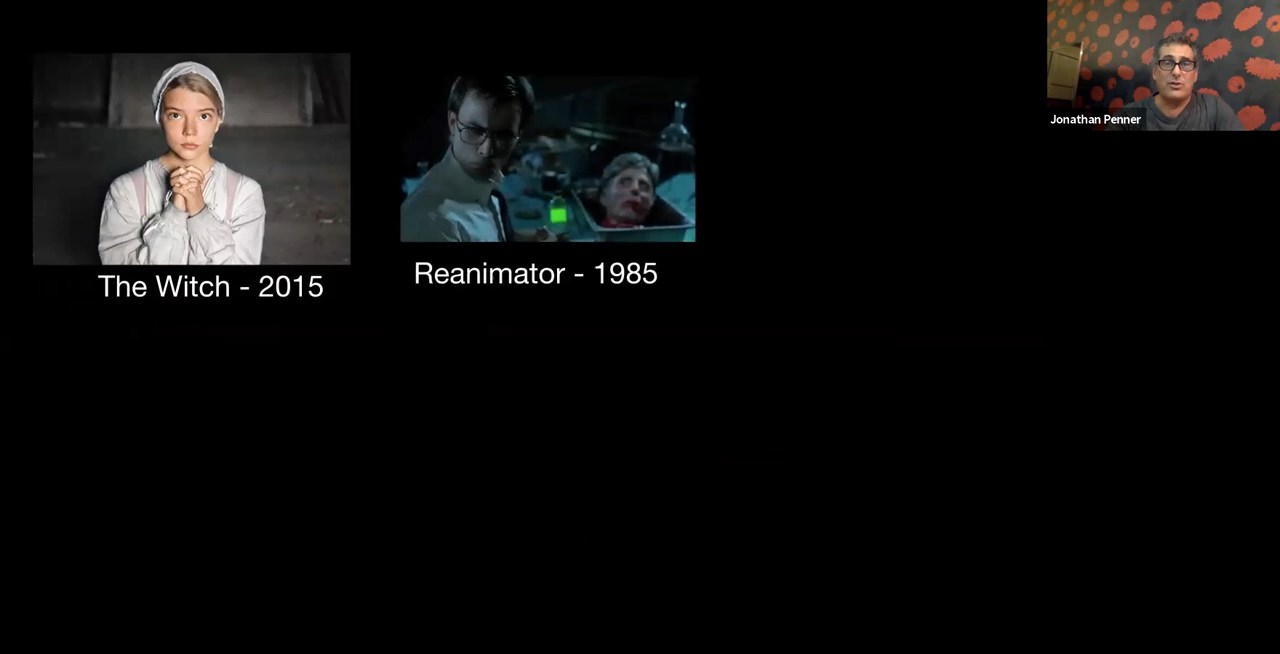 Jonathan Penner
The Witch - 2015
Reanimator - 1985